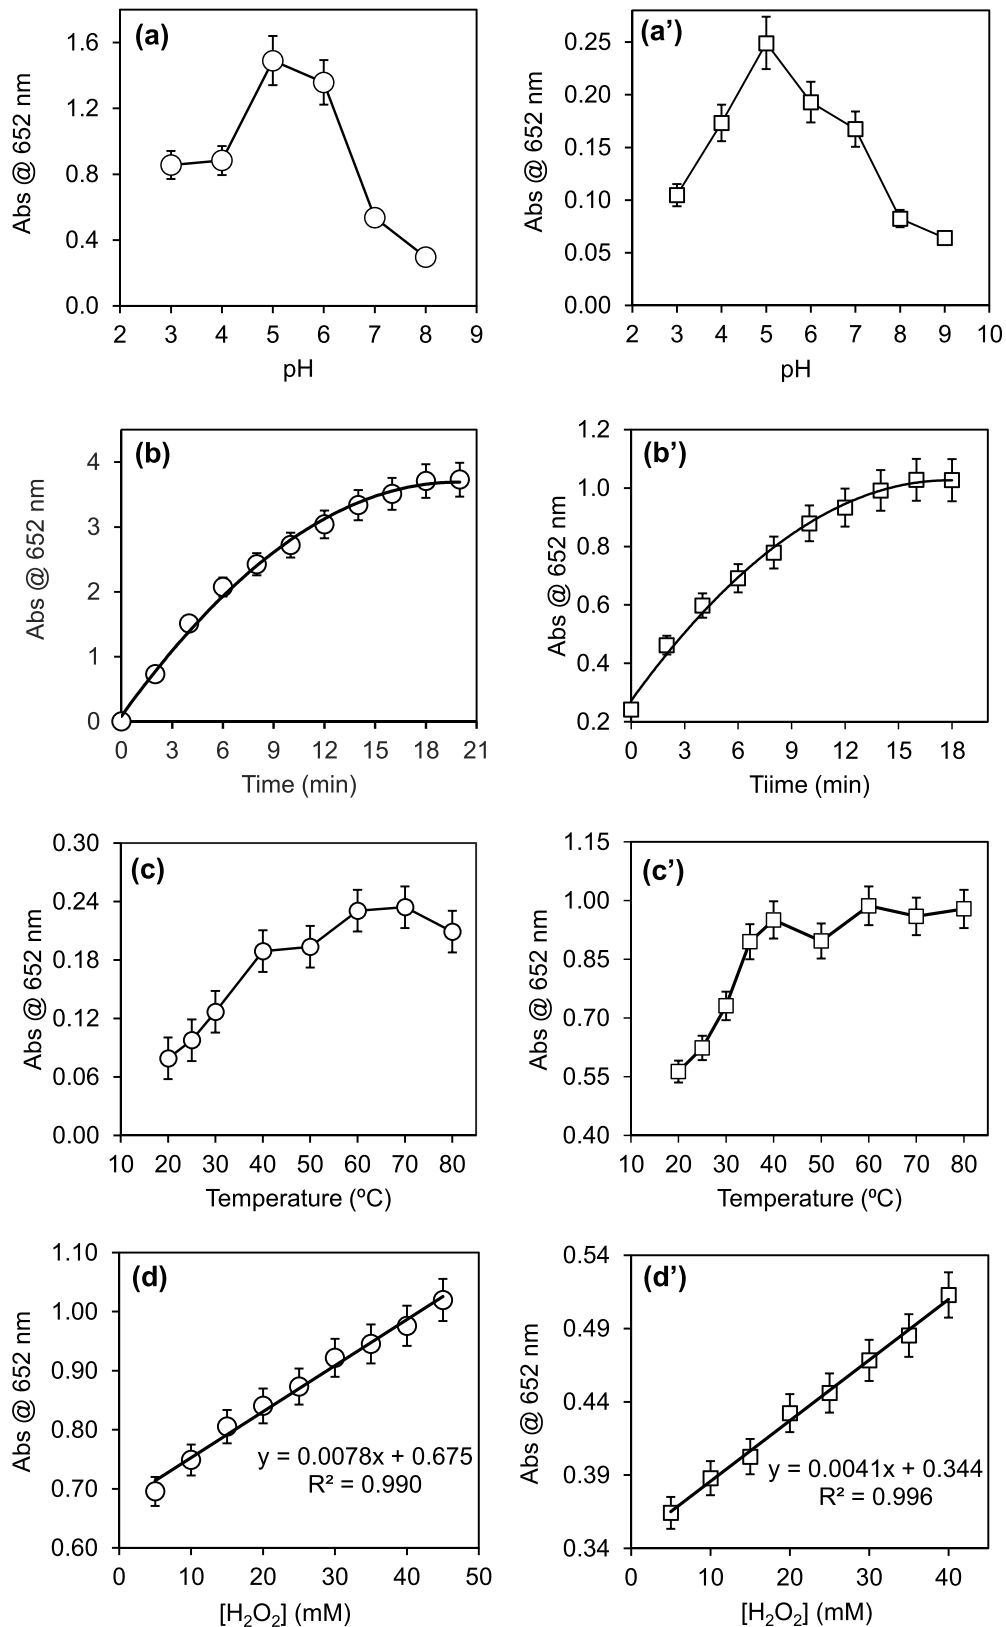 (a)
Abs @ 652 nm
1.6
1.2
0.8
0.4
0.0
2 3 4 5 6 7 8 9
pH
(a’)
Abs @ 652 nm
0.25
0.20
0.15
0.10
0.05
0.00
2 3 4 5 6 7 8 9 10
pH
(b)
Abs @ 652 nm
4
3
2
1
0
0 3 6 9 12 15 18 21
Time (min)
(b’)
Abs @ 652 nm
1.2
1.0
0.8
0.6
0.4
0.2
0 3 6 9 12 15 18
Tiime (min)
(c)
Abs @ 652 nm
0.30
0.24
0.18
0.12
0.06
0.00
10 20 30 40 50 60 70 80
Temperature (ºC)
(c’)
Abs @ 652 nm
1.15
1.00
0.85
0.70
0.55
0.40
10 20 30 40 50 60 70 80
Temperature (ºC)
(d)
Abs @ 652 nm
1.10
1.00
0.90
0.80
0.70
0.60
y = 0.0078x + 0.675
R² = 0.990
0 10 20 30 40 50
[H₂O₂] (mM)
(d’)
Abs @ 652 nm
0.54
0.49
0.44
0.39
0.34
y = 0.0041x + 0.344
R² = 0.996
0 10 20 30 40
[H₂O₂] (mM)